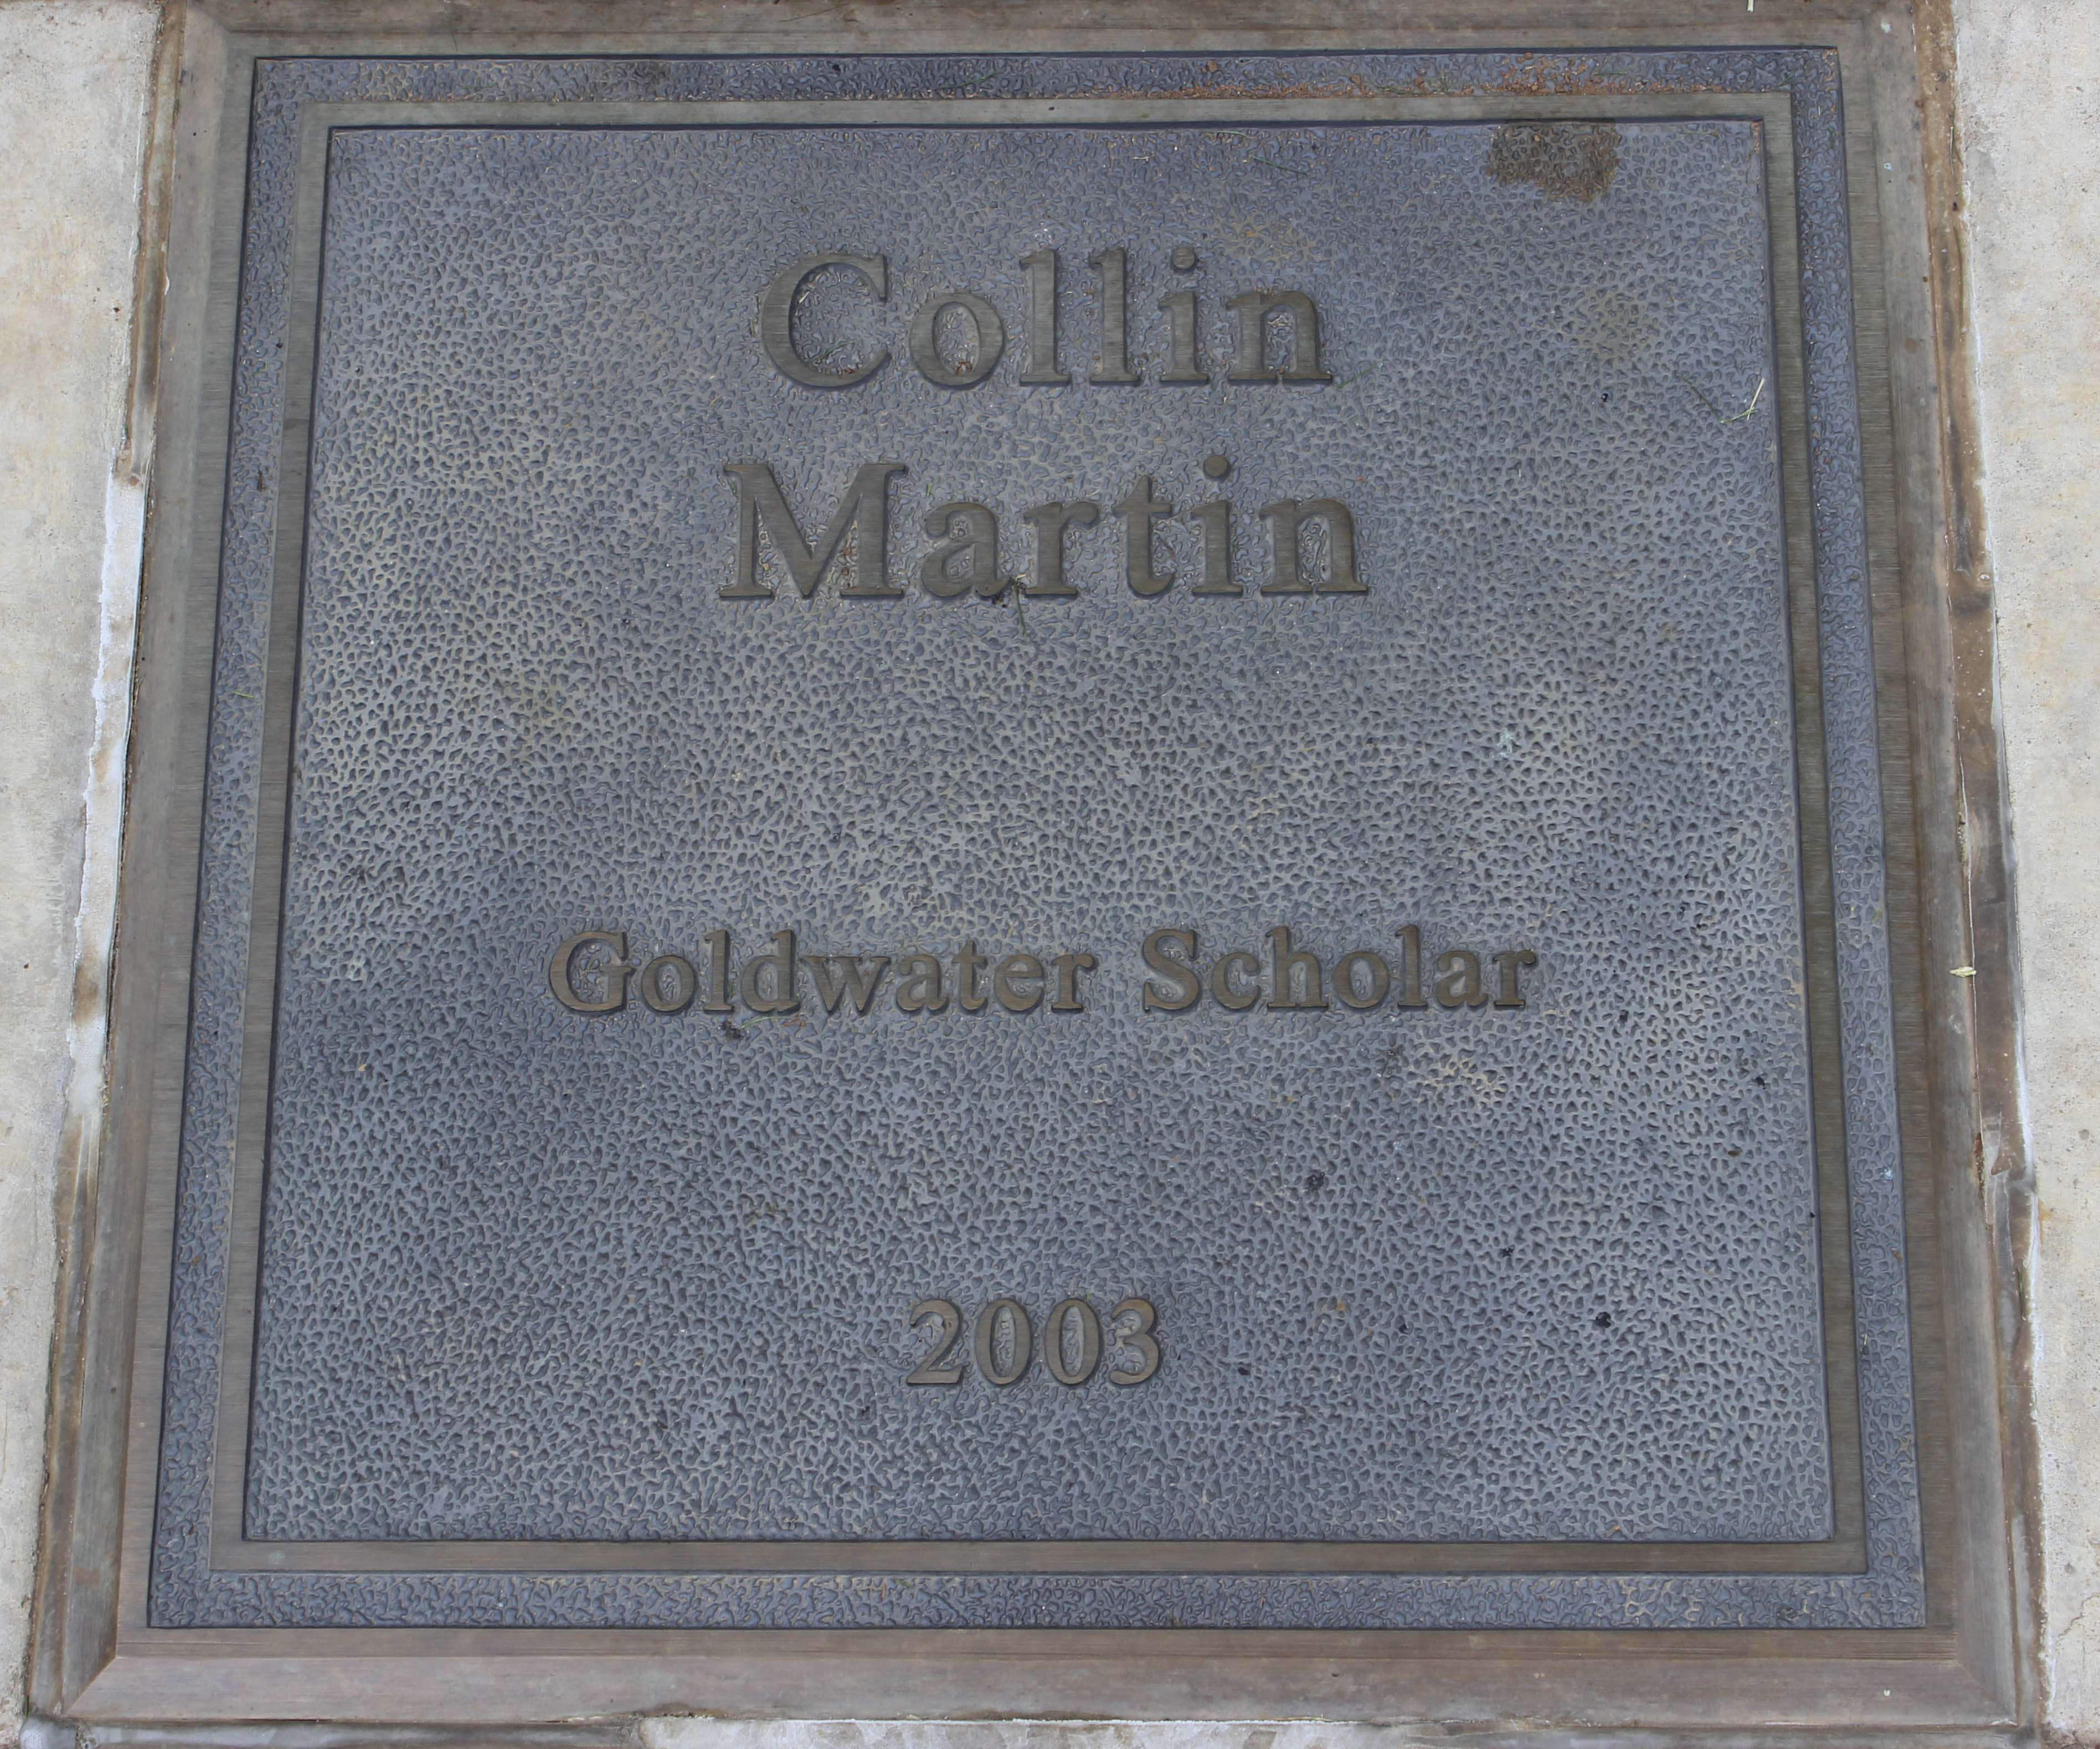 Collin
Martin
Goldwater Scholar
2003